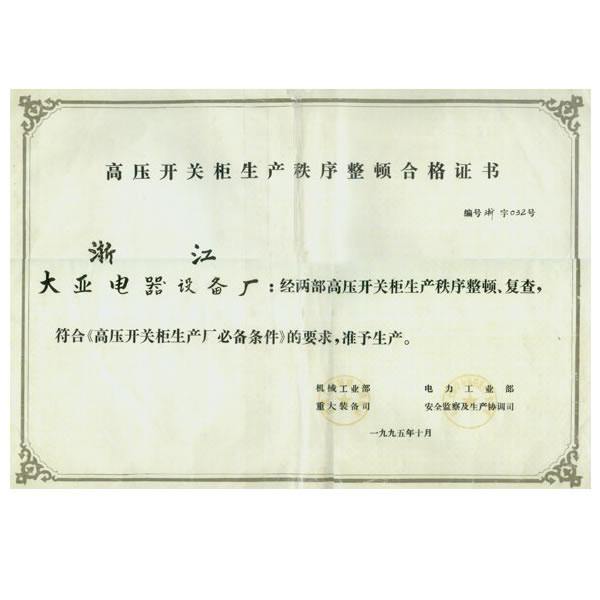 高压开关柜生产秩序整顿合格证书
编号浙字032号
浙江
大亚电器设备厂：经两部高压开关柜生产秩序整顿、复查，
符合《高压开关柜生产厂必备条件》的要求，准予生产。
机械工业部
重大装备司
电力工业部
安全监察及生产协调司
一九九五年十月